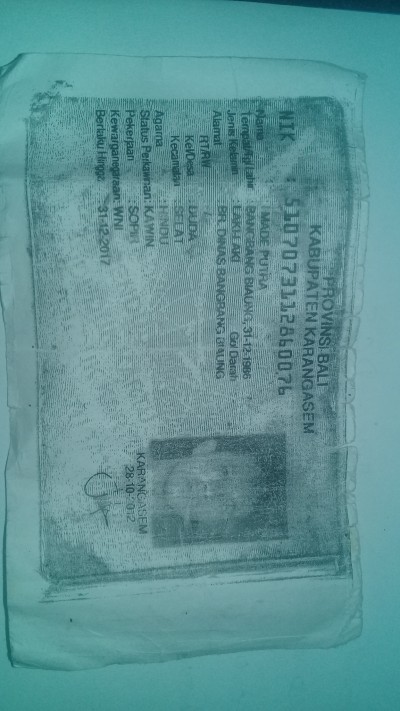 PROVINSI BALI
KABUPATEN KARANGASEM
NIK : 5107073112860076
Nama : I MADE PUTRA
Tempat/Tgl Lahir : BANGBANG BIAUNG, 31-12-1986
Jenis Kelamin : LAKI-LAKI Gol Darah
Alamat : BR. DINAS BANGBANG BIAUNG
RT/RW
Kel/Desa : DUDA
Kecamatan : SELAT
Agama : HINDU
Status Perkawinan: KAWIN
Pekerjaan : SOPIR
Kewarganegaraan: WNI
Berlaku Hingga : 31-12-2017
KARANGASEM
28-10-2012